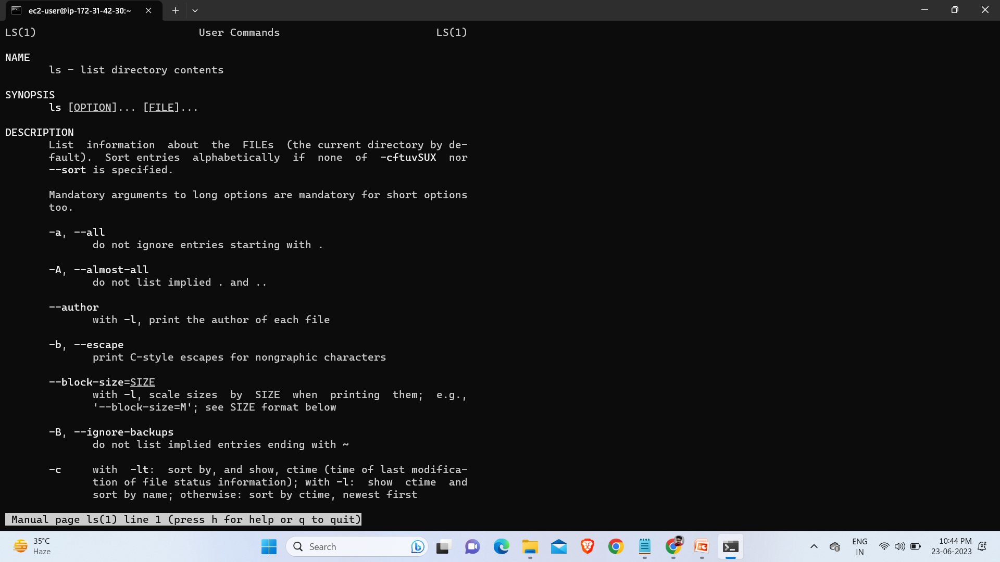 ec2-user@ip-172-31-42-30:~
LS(1) User Commands LS(1)
NAME
ls - list directory contents
SYNOPSIS
ls [OPTION]... [FILE]...
DESCRIPTION
List information about the FILEs (the current directory by de-
fault). Sort entries alphabetically if none of -cftuvSUX nor
--sort is specified.
Mandatory arguments to long options are mandatory for short options
too.
-a, --all
do not ignore entries starting with .
-A, --almost-all
do not list implied . and ..
--author
with -l, print the author of each file
-b, --escape
print C-style escapes for nongraphic characters
--block-size=SIZE
with -l, scale sizes by SIZE when printing them; e.g.,
'--block-size=M'; see SIZE format below
-B, --ignore-backups
do not list implied entries ending with ~
-c with -lt: sort by, and show, ctime (time of last modifica-
tion of file status information); with -l: show ctime and
sort by name; otherwise: sort by ctime, newest first
Manual page ls(1) line 1 (press h for help or q to quit)
35°C
Haze
Search
ENG
IN
10:44 PM
23-06-2023